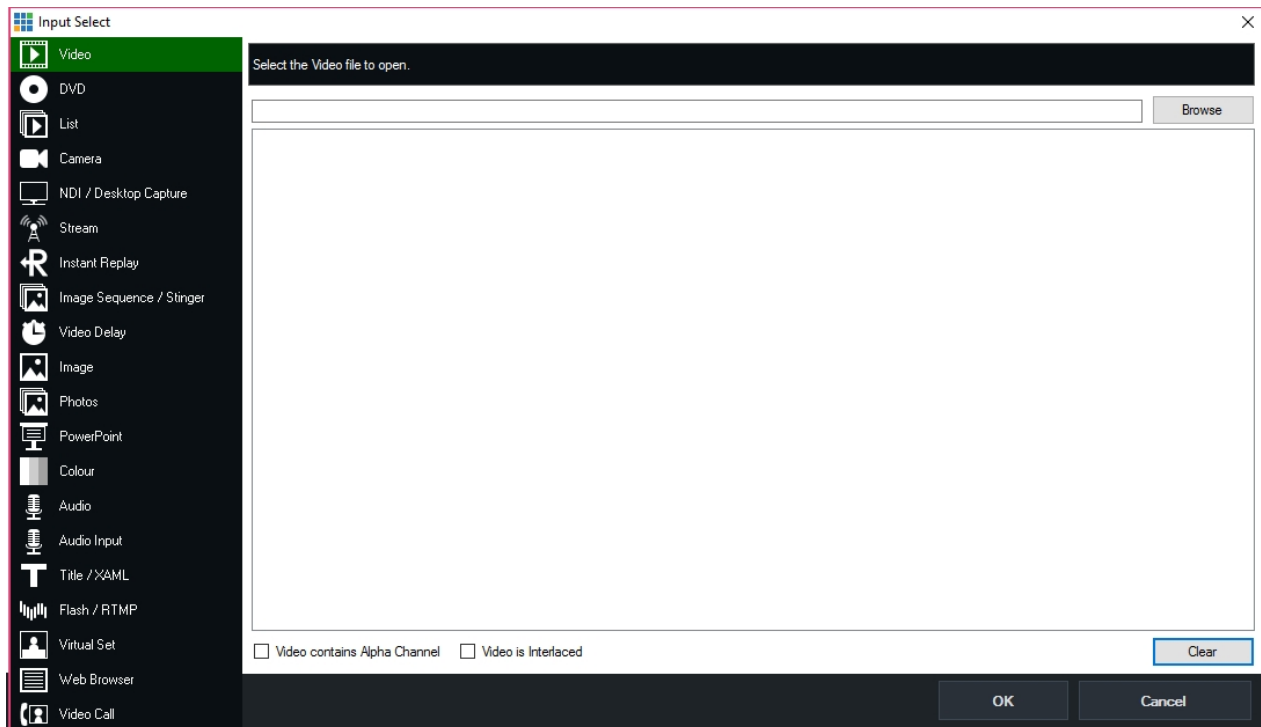 Input Select
Video
DVD
List
Camera
NDI / Desktop Capture
Stream
Instant Replay
Image Sequence / Stinger
Video Delay
Image
Photos
PowerPoint
Colour
Audio
Audio Input
Title / XAML
Flash / RTMP
Virtual Set
Web Browser
Video Call
Select the Video file to open.
Browse
Video contains Alpha Channel
Video is Interlaced
Clear
OK
Cancel